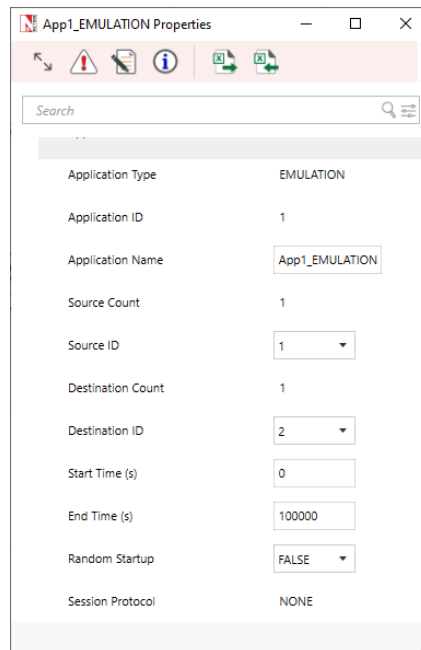 App1_EMULATION Properties
Search
Application Type EMULATION
Application ID 1
Application Name App1_EMULATION
Source Count 1
Source ID 1
Destination Count 1
Destination ID 2
Start Time (s) 0
End Time (s) 100000
Random Startup FALSE
Session Protocol NONE